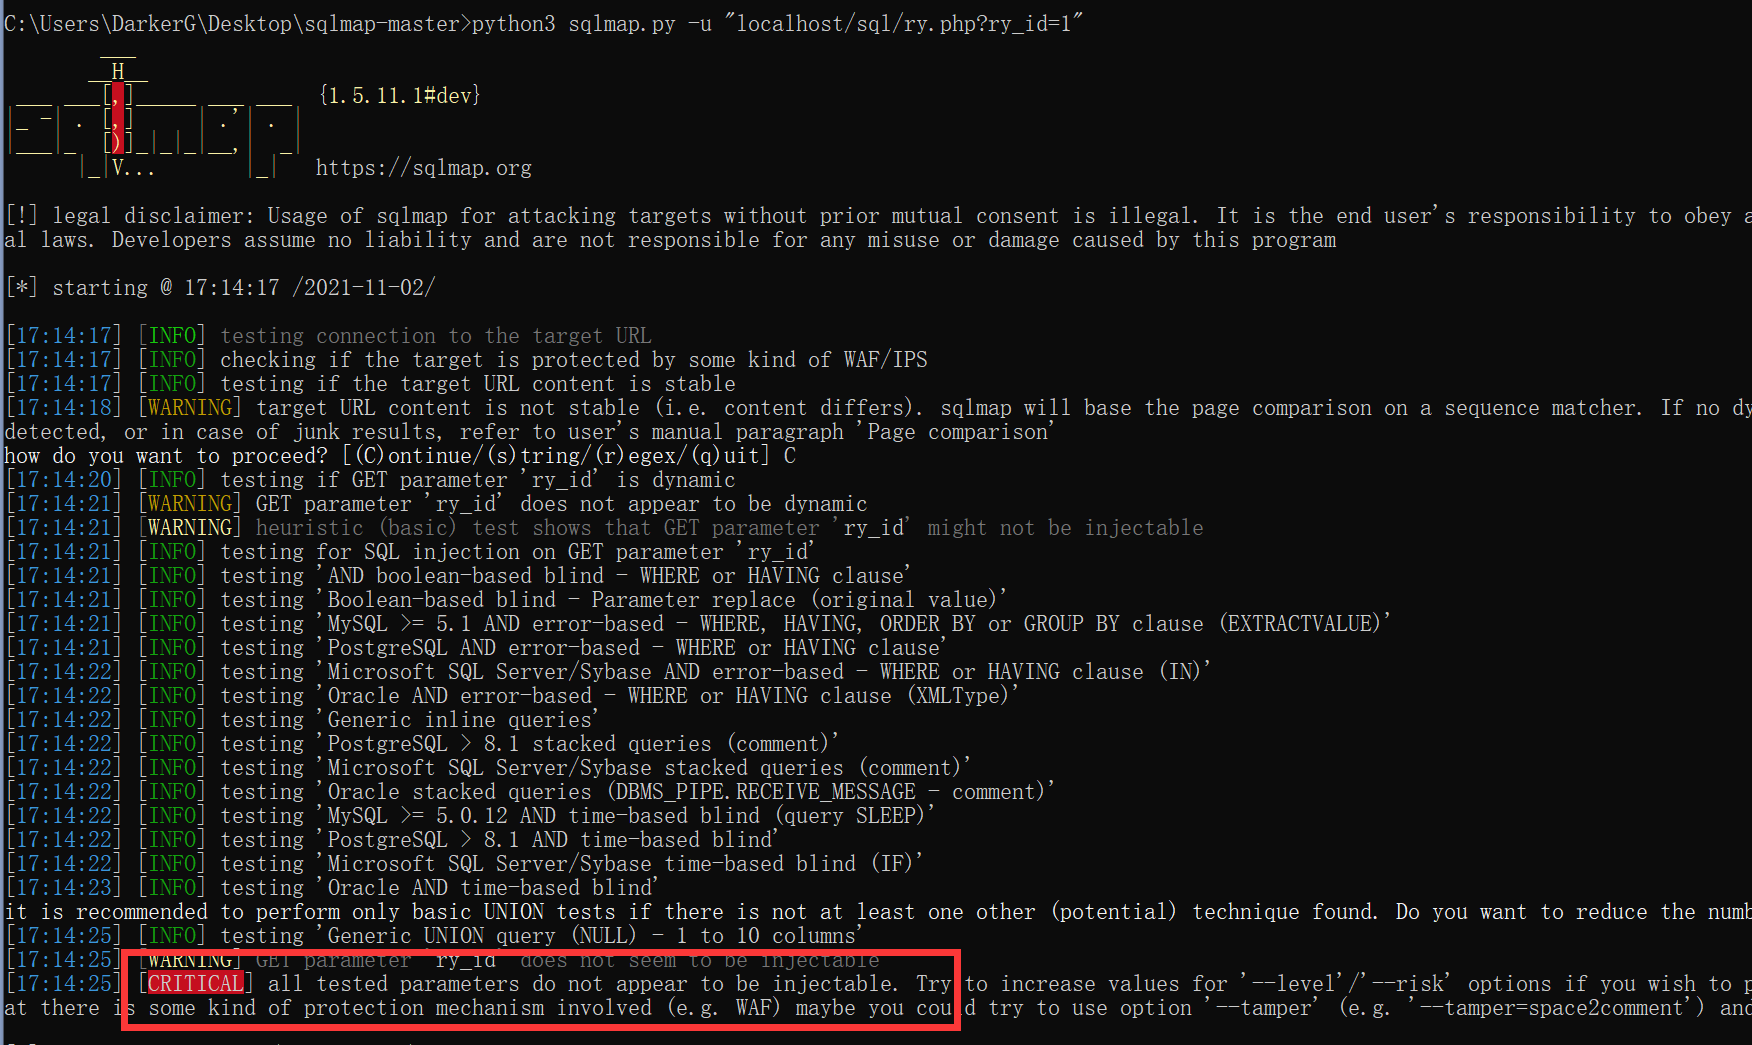 C:\Users\DarkerG\Desktop\sqlmap-master>python3 sqlmap.py -u "localhost/sql/ry.php?ry_id=1"
        ___
       __H__
 ___ ___[,]_____ ___ ___  {1.5.11.1#dev}
|_ -| . [,]     | .'| . |
|___|_  [)]_|_|_|__,|  _|
      |_|V...       |_|   https://sqlmap.org
[!] legal disclaimer: Usage of sqlmap for attacking targets without prior mutual consent is illegal. It is the end user's responsibility to obey a
al laws. Developers assume no liability and are not responsible for any misuse or damage caused by this program
[*] starting @ 17:14:17 /2021-11-02/
[17:14:17] [INFO] testing connection to the target URL
[17:14:17] [INFO] checking if the target is protected by some kind of WAF/IPS
[17:14:17] [INFO] testing if the target URL content is stable
[17:14:18] [WARNING] target URL content is not stable (i.e. content differs). sqlmap will base the page comparison on a sequence matcher. If no dy
detected, or in case of junk results, refer to user's manual paragraph 'Page comparison'
how do you want to proceed? [(C)ontinue/(s)tring/(r)egex/(q)uit] C
[17:14:20] [INFO] testing if GET parameter 'ry_id' is dynamic
[17:14:21] [WARNING] GET parameter 'ry_id' does not appear to be dynamic
[17:14:21] [WARNING] heuristic (basic) test shows that GET parameter 'ry_id' might not be injectable
[17:14:21] [INFO] testing for SQL injection on GET parameter 'ry_id'
[17:14:21] [INFO] testing 'AND boolean-based blind - WHERE or HAVING clause'
[17:14:21] [INFO] testing 'Boolean-based blind - Parameter replace (original value)'
[17:14:21] [INFO] testing 'MySQL >= 5.1 AND error-based - WHERE, HAVING, ORDER BY or GROUP BY clause (EXTRACTVALUE)'
[17:14:21] [INFO] testing 'PostgreSQL AND error-based - WHERE or HAVING clause'
[17:14:22] [INFO] testing 'Microsoft SQL Server/Sybase AND error-based - WHERE or HAVING clause (IN)'
[17:14:22] [INFO] testing 'Oracle AND error-based - WHERE or HAVING clause (XMLType)'
[17:14:22] [INFO] testing 'Generic inline queries'
[17:14:22] [INFO] testing 'PostgreSQL > 8.1 stacked queries (comment)'
[17:14:22] [INFO] testing 'Microsoft SQL Server/Sybase stacked queries (comment)'
[17:14:22] [INFO] testing 'Oracle stacked queries (DBMS_PIPE.RECEIVE_MESSAGE - comment)'
[17:14:22] [INFO] testing 'MySQL >= 5.0.12 AND time-based blind (query SLEEP)'
[17:14:22] [INFO] testing 'PostgreSQL > 8.1 AND time-based blind'
[17:14:22] [INFO] testing 'Microsoft SQL Server/Sybase time-based blind (IF)'
[17:14:23] [INFO] testing 'Oracle AND time-based blind'
it is recommended to perform only basic UNION tests if there is not at least one other (potential) technique found. Do you want to reduce the numb
[17:14:25] [INFO] testing 'Generic UNION query (NULL) - 1 to 10 columns'
[17:14:25] [WARNING] GET parameter 'ry_id' does not seem to be injectable
[17:14:25] [CRITICAL] all tested parameters do not appear to be injectable. Try to increase values for '--level'/'--risk' options if you wish to p
at there is some kind of protection mechanism involved (e.g. WAF) maybe you could try to use option '--tamper' (e.g. '--tamper=space2comment') and